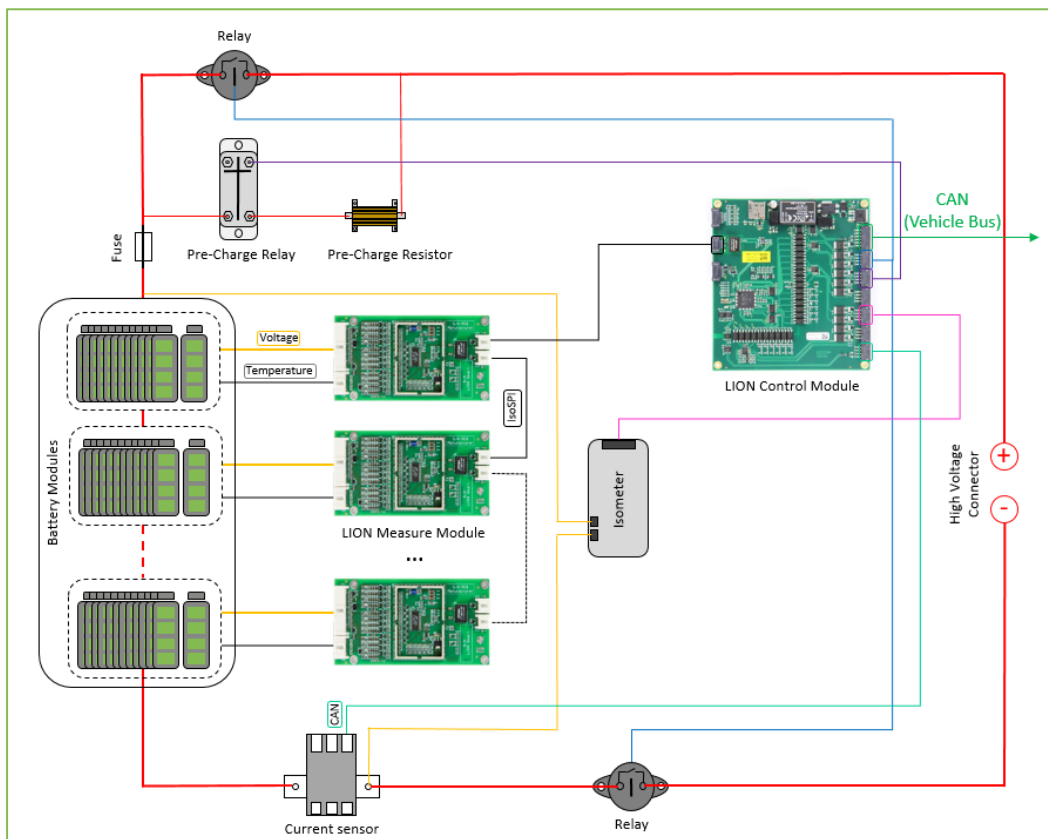 Relay
CAN
(Vehicle Bus)
Fuse
Pre-Charge Relay
Pre-Charge Resistor
Voltage
Temperature
IsoSPI
LION Control Module
Battery Modules
LION Measure Module
...
Isometer
High Voltage
Connector
+
-
CAN
Current sensor
Relay